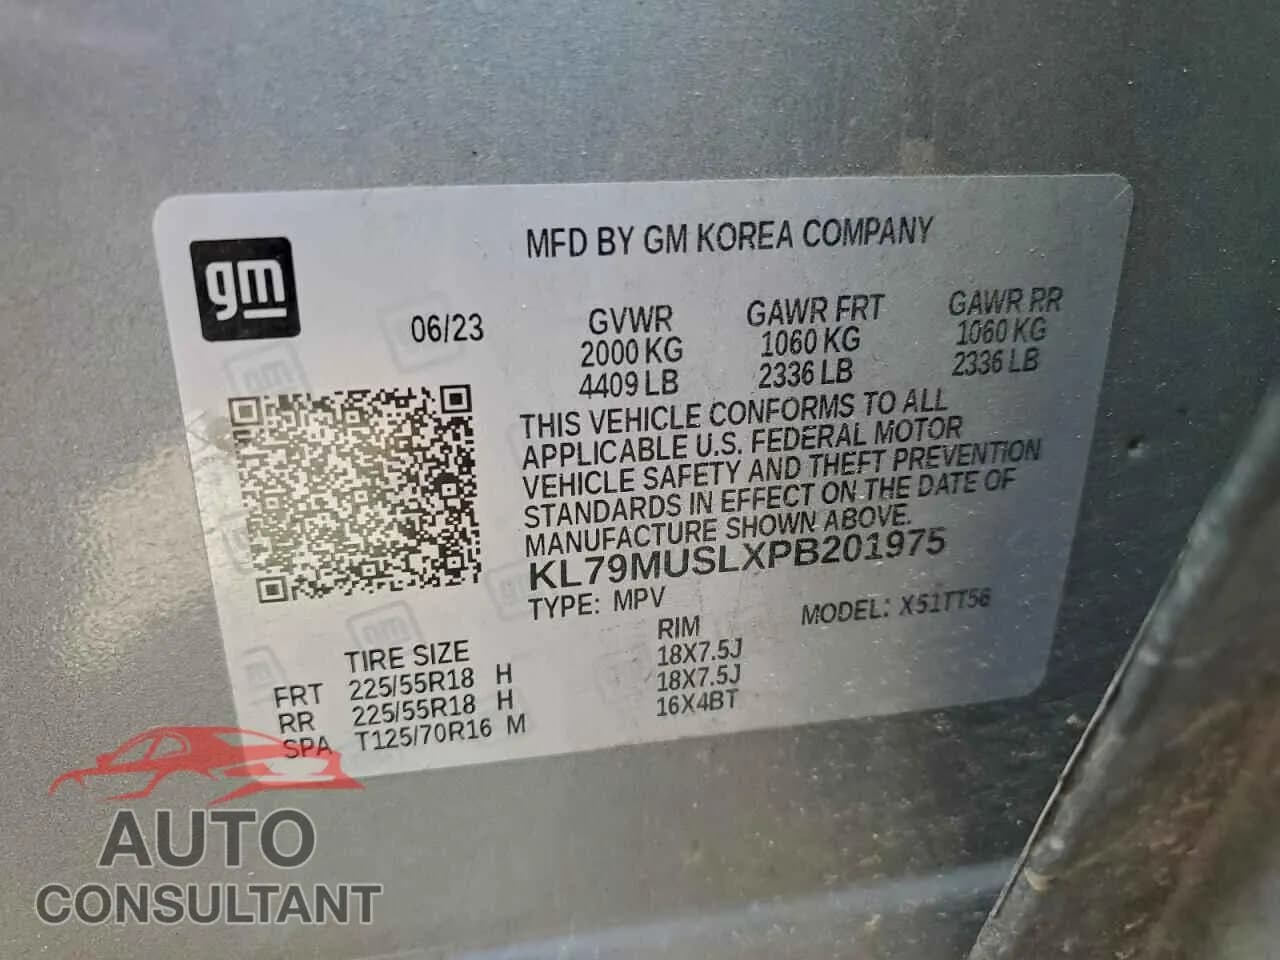 gm
MFD BY GM KOREA COMPANY
06/23
GVWR GAWR FRT GAWR RR
2000 KG 1060 KG 1060 KG
4409 LB 2336 LB 2336 LB
THIS VEHICLE CONFORMS TO ALL
APPLICABLE U.S. FEDERAL MOTOR
VEHICLE SAFETY AND THEFT PREVENTION
STANDARDS IN EFFECT ON THE DATE OF
MANUFACTURE SHOWN ABOVE.
KL79MUSLXPB201975
TYPE: MPV MODEL: X51TT56
TIRE SIZE RIM
FRT 225/55R18 H 18X7.5J
RR 225/55R18 H 18X7.5J
SPA T125/70R16 M 16X4BT
AUTO
CONSULTANT